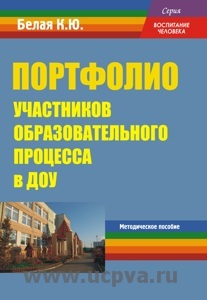 Белая К.Ю.
Серия
ВОСПИТАНИЕ
ЧЕЛОВЕКА
ПОРТФОЛИО
УЧАСТНИКОВ
ОБРАЗОВАТЕЛЬНОГО
ПРОЦЕССА
В ДОУ
Методическое пособие
www.ucpva.ru